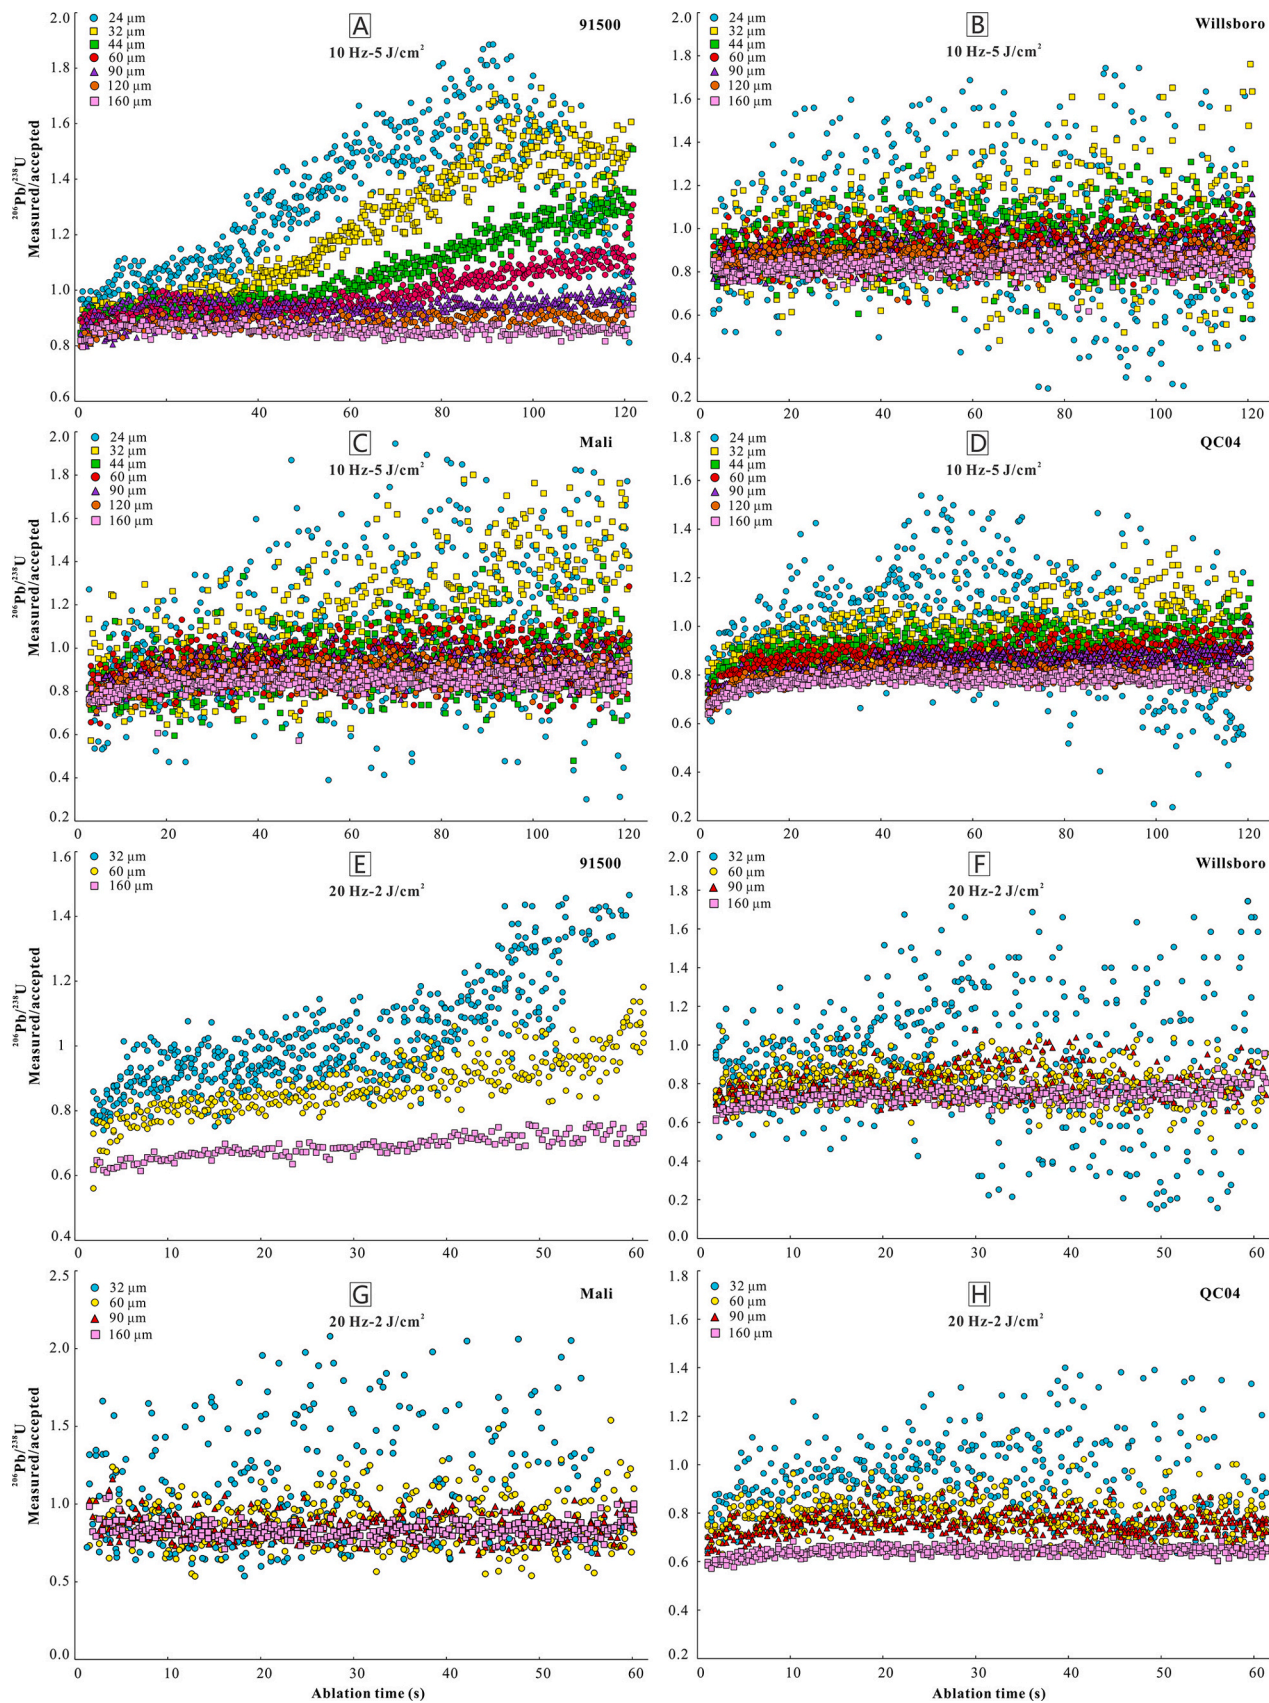 A
91500
10 Hz-5 J/cm²
24 µm
32 µm
44 µm
60 µm
90 µm
120 µm
160 µm
2.0
1.8
1.6
1.4
1.2
1.0
0.8
0.6
0 20 40 60 80 100 120
²⁰⁶Pb/²³⁸U
Measured/accepted
B
Willsboro
10 Hz-5 J/cm²
24 µm
32 µm
44 µm
60 µm
90 µm
120 µm
160 µm
2.0
1.8
1.6
1.4
1.2
1.0
0.8
0.6
0.4
0.2
0 20 40 60 80 100 120
C
Mali
10 Hz-5 J/cm²
24 µm
32 µm
44 µm
60 µm
90 µm
120 µm
160 µm
2.0
1.8
1.6
1.4
1.2
1.0
0.8
0.6
0.4
0.2
0 20 40 60 80 100 120
²⁰⁶Pb/²³⁸U
Measured/accepted
D
QC04
10 Hz-5 J/cm²
24 µm
32 µm
44 µm
60 µm
90 µm
120 µm
160 µm
1.8
1.6
1.4
1.2
1.0
0.8
0.6
0.4
0.2
0 20 40 60 80 100 120
E
91500
20 Hz-2 J/cm²
32 µm
60 µm
160 µm
1.6
1.4
1.2
1
0.8
0.6
0.4
0 10 20 30 40 50 60
²⁰⁶Pb/²³⁸U
Measured/accepted
F
Willsboro
20 Hz-2 J/cm²
32 µm
60 µm
90 µm
160 µm
2.0
1.8
1.6
1.4
1.2
1.0
0.8
0.6
0.4
0.2
0.0
0 10 20 30 40 50 60
G
Mali
20 Hz-2 J/cm²
32 µm
60 µm
90 µm
160 µm
2.5
2.0
1.5
1.0
0.5
0.0
0 10 20 30 40 50 60
²⁰⁶Pb/²³⁸U
Measured/accepted
Ablation time (s)
H
QC04
20 Hz-2 J/cm²
32 µm
60 µm
90 µm
160 µm
1.8
1.6
1.4
1.2
1.0
0.8
0.6
0.4
0.2
0 10 20 30 40 50 60
Ablation time (s)